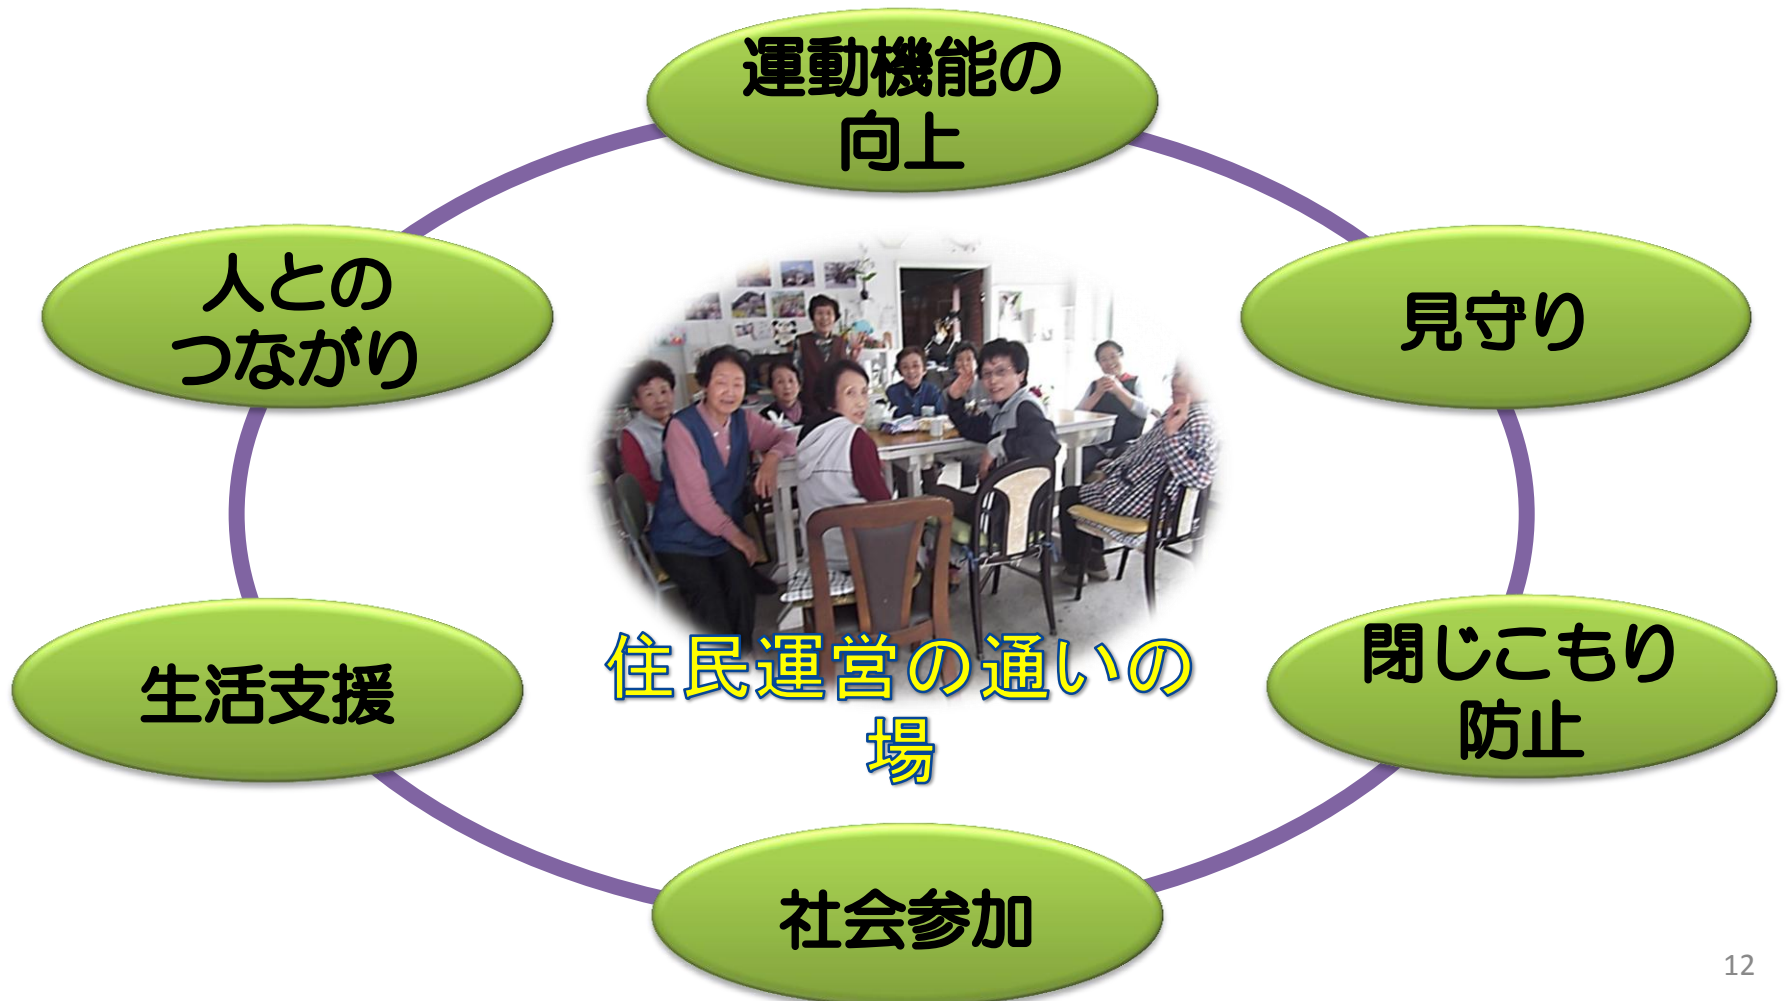 運動機能の
向上
人との
つながり
見守り
生活支援
住民運営の通いの
場
閉じこもり
防止
社会参加
12